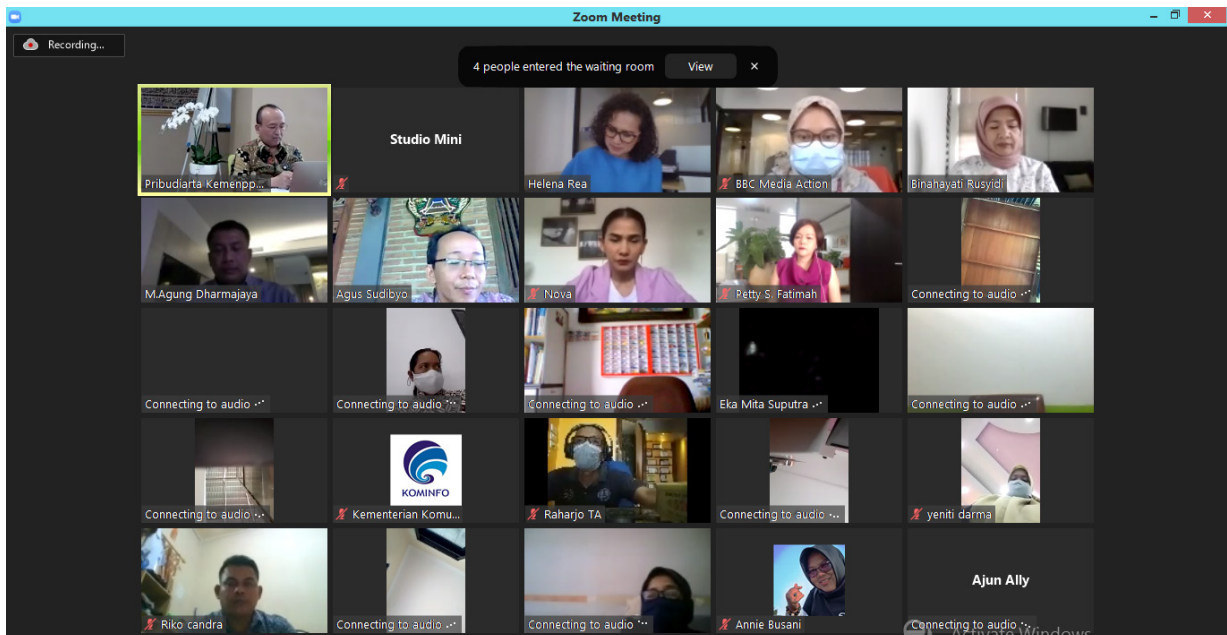 Zoom Meeting
Recording...
4 people entered the waiting room View
Pribudiarta Kemenpp...
Studio Mini
Helena Rea
BBC Media Action
Binahayati Rusyidi
M.Agung Dharmajaya
Agus Sudibyo
Nova
Petty S. Fatimah
Connecting to audio
Connecting to audio
Connecting to audio
Connecting to audio
Eka Mita Suputra
Connecting to audio
Connecting to audio
KOMINFO
Kementerian Komu...
Raharjo TA
Connecting to audio ...
yeniti darma
Riko candra
Connecting to audio
Connecting to audio
Annie Busani
Ajun Ally
Connecting to audio
Activate Windows